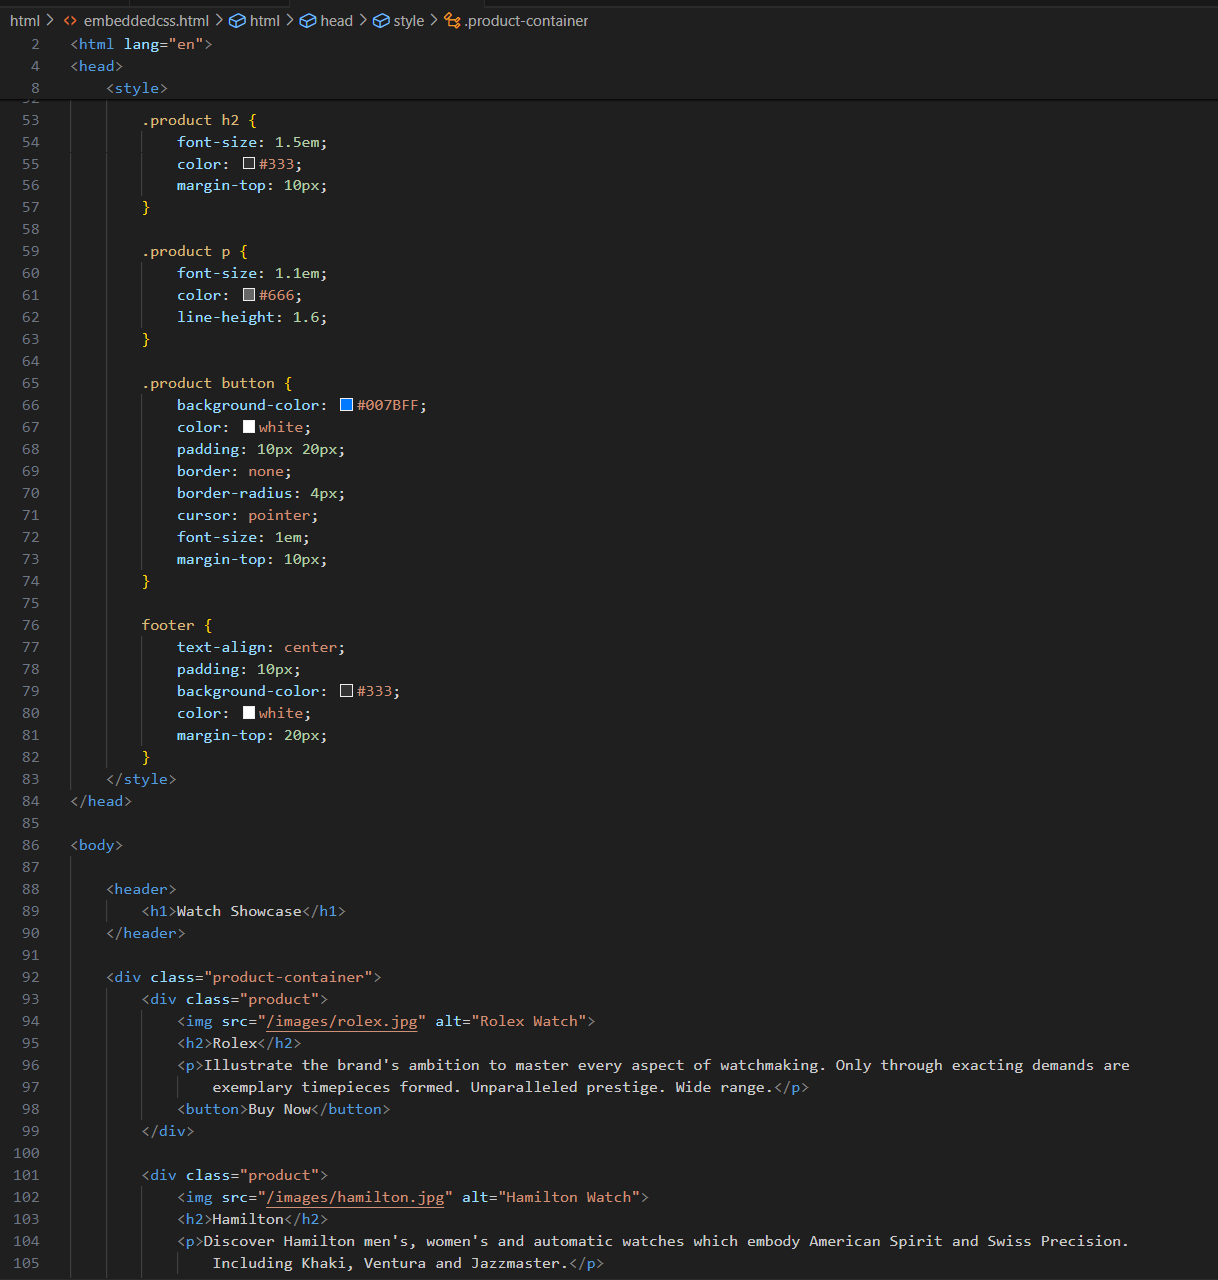 html > embeddedcss.html > html > head > style > .product-container
2 <html lang="en">
4 <head>
8 <style>
53 .product h2 {
54 font-size: 1.5em;
55 color: #333;
56 margin-top: 10px;
57 }
58
59 .product p {
60 font-size: 1.1em;
61 color: #666;
62 line-height: 1.6;
63 }
64
65 .product button {
66 background-color: #007BFF;
67 color: white;
68 padding: 10px 20px;
69 border: none;
70 border-radius: 4px;
71 cursor: pointer;
72 font-size: 1em;
73 margin-top: 10px;
74 }
75
76 footer {
77 text-align: center;
78 padding: 10px;
79 background-color: #333;
80 color: white;
81 margin-top: 20px;
82 }
83 </style>
84 </head>
85
86 <body>
87
88 <header>
89 <h1>Watch Showcase</h1>
90 </header>
91
92 <div class="product-container">
93 <div class="product">
94 <img src="/images/rolex.jpg" alt="Rolex Watch">
95 <h2>Rolex</h2>
96 <p>Illustrate the brand's ambition to master every aspect of watchmaking. Only through exacting demands are
97 exemplary timepieces formed. Unparalleled prestige. Wide range.</p>
98 <button>Buy Now</button>
99 </div>
100
101 <div class="product">
102 <img src="/images/hamilton.jpg" alt="Hamilton Watch">
103 <h2>Hamilton</h2>
104 <p>Discover Hamilton men's, women's and automatic watches which embody American Spirit and Swiss Precision.
105 Including Khaki, Ventura and Jazzmaster.</p>